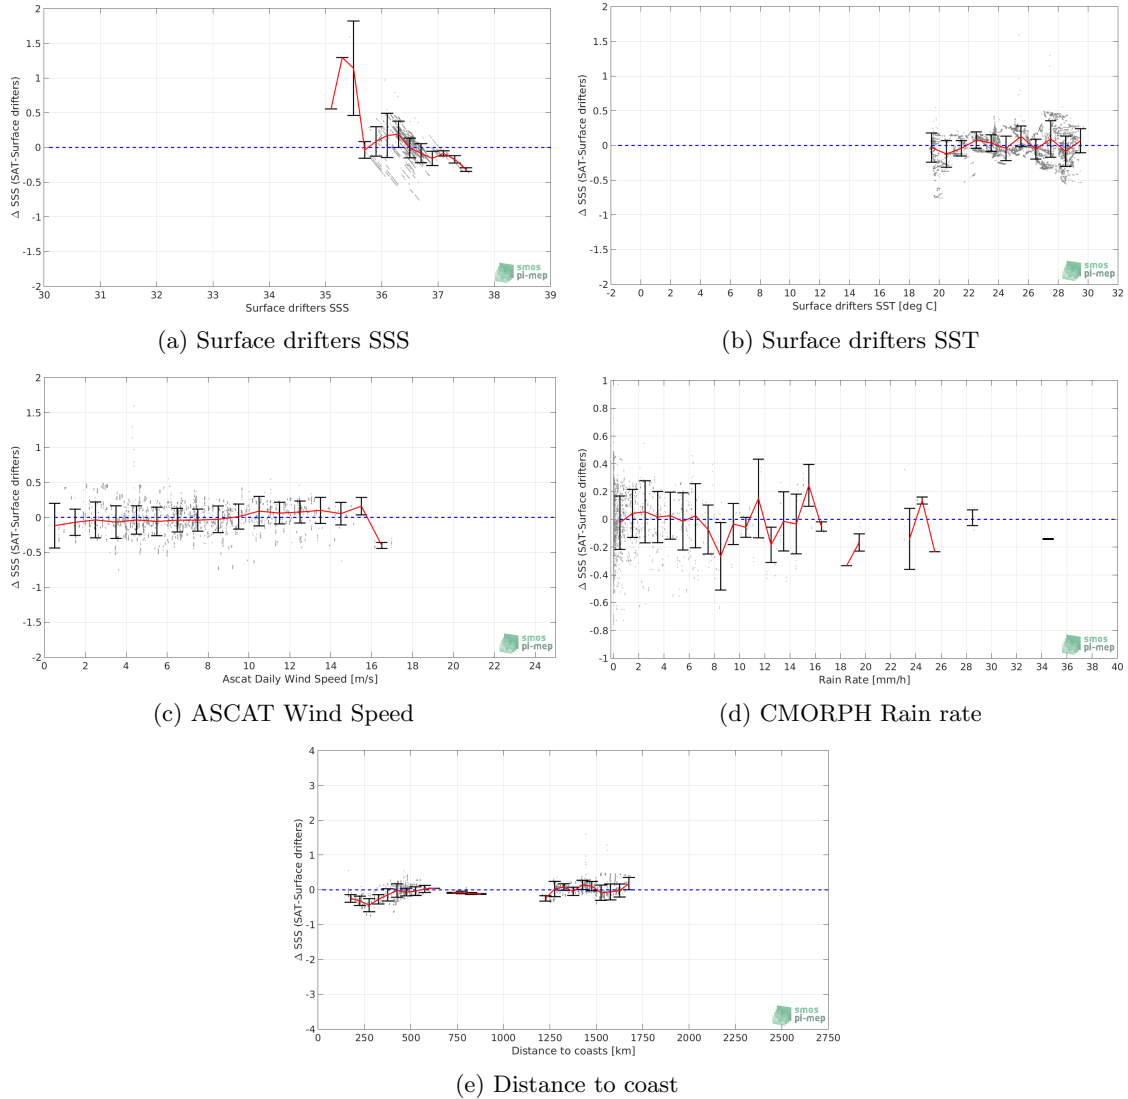 2
1.5
1
0.5
0
-0.5
-1
-1.5
-2
Δ SSS (SAT-Surface drifters)
30 31 32 33 34 35 36 37 38 39
Surface drifters SSS
smos
pi-mep
(a) Surface drifters SSS
2
1.5
1
0.5
0
-0.5
-1
-1.5
-2
Δ SSS (SAT-Surface drifters)
-2 0 2 4 6 8 10 12 14 16 18 20 22 24 26 28 30 32
Surface drifters SST [deg C]
smos
pi-mep
(b) Surface drifters SST
2
1.5
1
0.5
0
-0.5
-1
-1.5
-2
Δ SSS (SAT-Surface drifters)
0 2 4 6 8 10 12 14 16 18 20 22 24
Ascat Daily Wind Speed [m/s]
smos
pi-mep
(c) ASCAT Wind Speed
1
0.8
0.6
0.4
0.2
0
-0.2
-0.4
-0.6
-0.8
-1
Δ SSS (SAT-Surface drifters)
0 2 4 6 8 10 12 14 16 18 20 22 24 26 28 30 32 34 36 38 40
Rain Rate [mm/h]
smos
pi-mep
(d) CMORPH Rain rate
4
3
2
1
0
-1
-2
-3
-4
Δ SSS (SAT-Surface drifters)
0 250 500 750 1000 1250 1500 1750 2000 2250 2500 2750
Distance to coasts [km]
smos
pi-mep
(e) Distance to coast